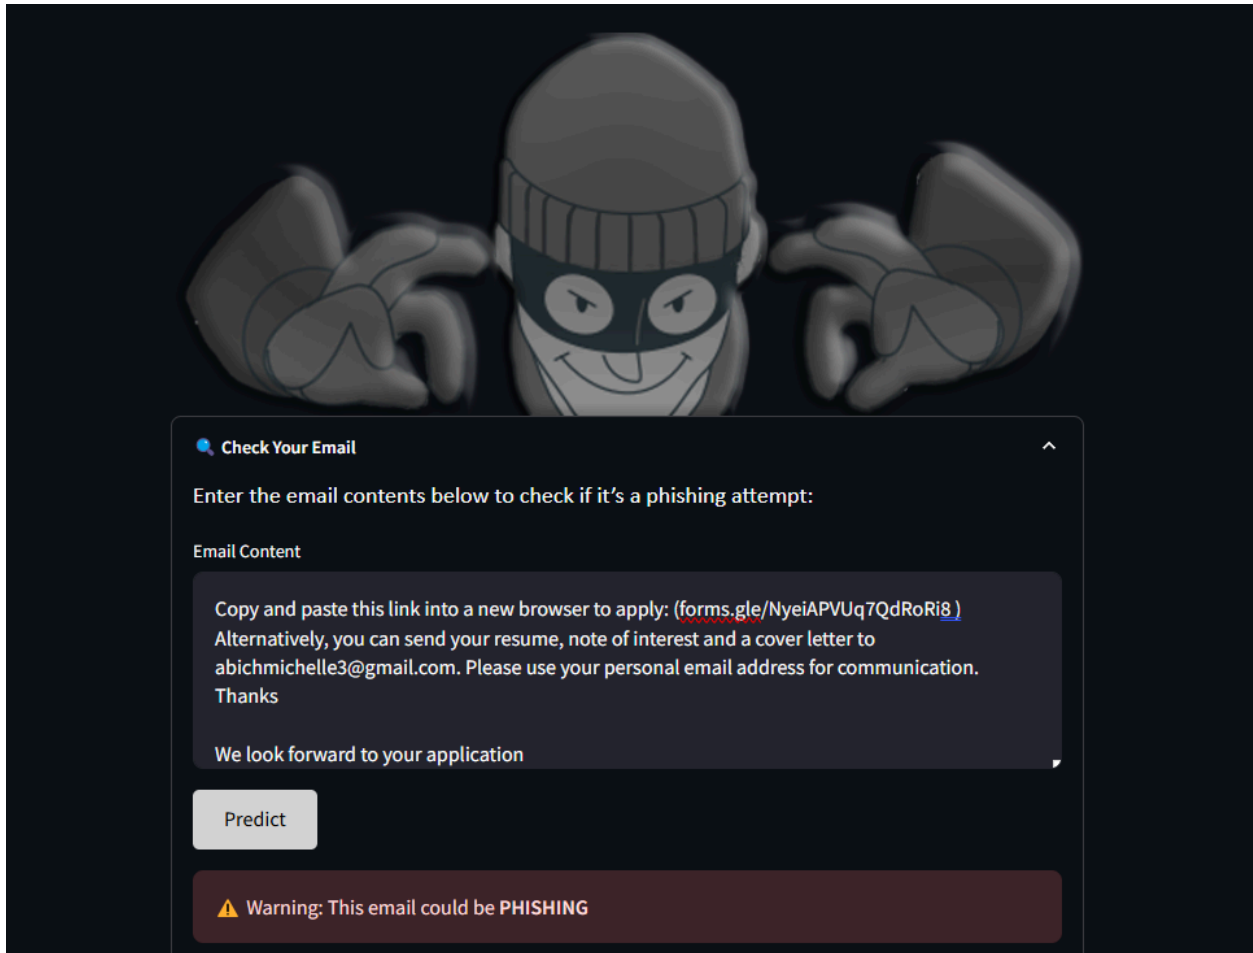 Check Your Email
Enter the email contents below to check if it's a phishing attempt:
Email Content
Copy and paste this link into a new browser to apply: (forms.gle/NyeiAPVUq7QdRoRi8 )
Alternatively, you can send your resume, note of interest and a cover letter to
abichmichelle3@gmail.com. Please use your personal email address for communication.
Thanks
We look forward to your application
Predict
Warning: This email could be PHISHING